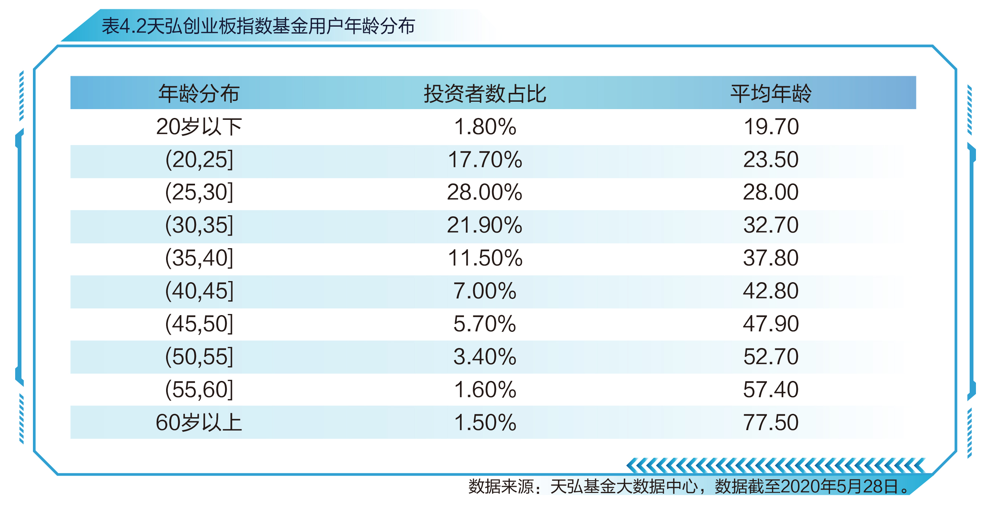 表4.2天弘创业板指数基金用户年龄分布
年龄分布 投资者数占比 平均年龄
20岁以下 1.80% 19.70
(20,25] 17.70% 23.50
(25,30] 28.00% 28.00
(30,35] 21.90% 32.70
(35,40] 11.50% 37.80
(40,45] 7.00% 42.80
(45,50] 5.70% 47.90
(50,55] 3.40% 52.70
(55,60] 1.60% 57.40
60岁以上 1.50% 77.50
数据来源：天弘基金大数据中心，数据截至2020年5月28日。